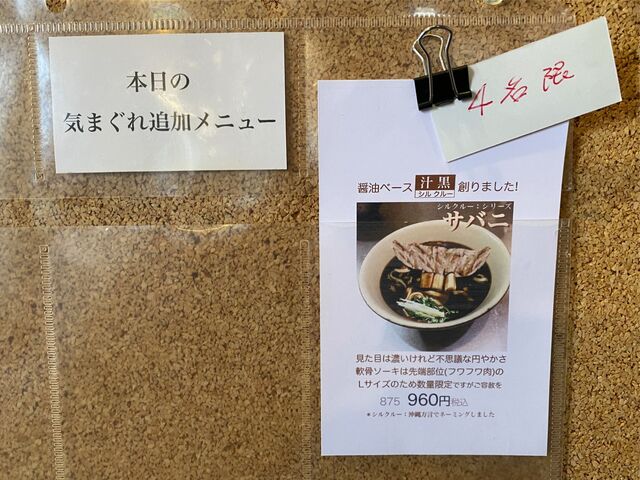 本日の
気まぐれ追加メニュー
4名限
醤油ベース 汁黒 創りました!
シルクルー
シルクルー:シリーズ
サバニ
見た目は濃いけれど不思議な円やかさ
軟骨ソーキは先端部位(フワフワ肉)の
Lサイズのため数量限定ですがご容赦を
875 960円税込
*シルクルー:沖縄方言でネーミングしました